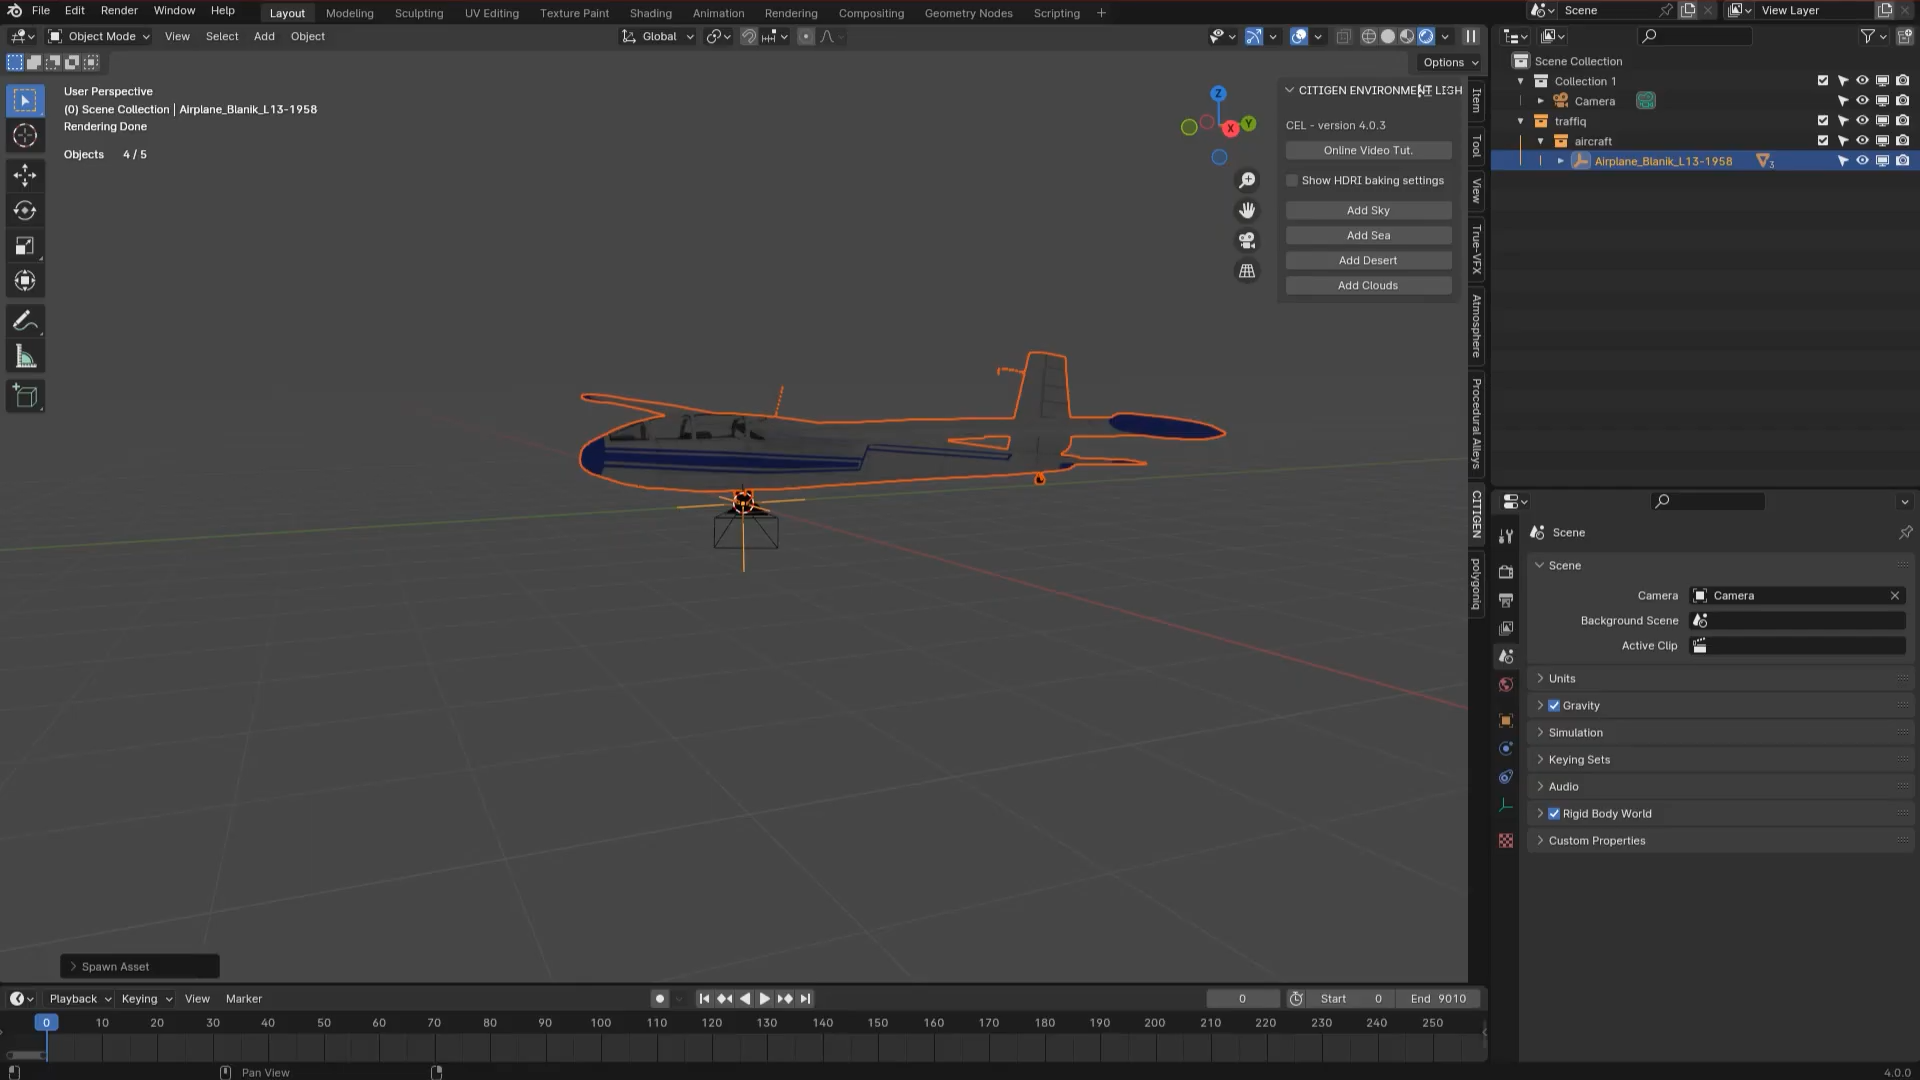 File Edit Render Window Help Layout Modeling Sculpting UV Editing Texture Paint Shading Animation Rendering Compositing Geometry Nodes Scripting + Scene View Layer
Object Mode View Select Add Object Global
Options
User Perspective
(0) Scene Collection | Airplane_Blanik_L13-1958
Rendering Done
Objects 4 / 5
Z
Y
X
CITIGEN ENVIRONMENT LIGH
CEL - version 4.0.3
Online Video Tut.
Show HDRI baking settings
Add Sky
Add Sea
Add Desert
Add Clouds
Item
Tool
View
True-VFX
Atmosphere
Procedural Alleys
CITIGEN
polygoniq
Scene Collection
Collection 1
Camera
traffiq
aircraft
Airplane_Blanik_L13-1958 3
Scene
Scene
Camera Camera
Background Scene
Active Clip
Units
Gravity
Simulation
Keying Sets
Audio
Rigid Body World
Custom Properties
Spawn Asset
Playback Keying View Marker 0 Start 0 End 9010
0 10 20 30 40 50 60 70 80 90 100 110 120 130 140 150 160 170 180 190 200 210 220 230 240 250
Pan View
4.0.0